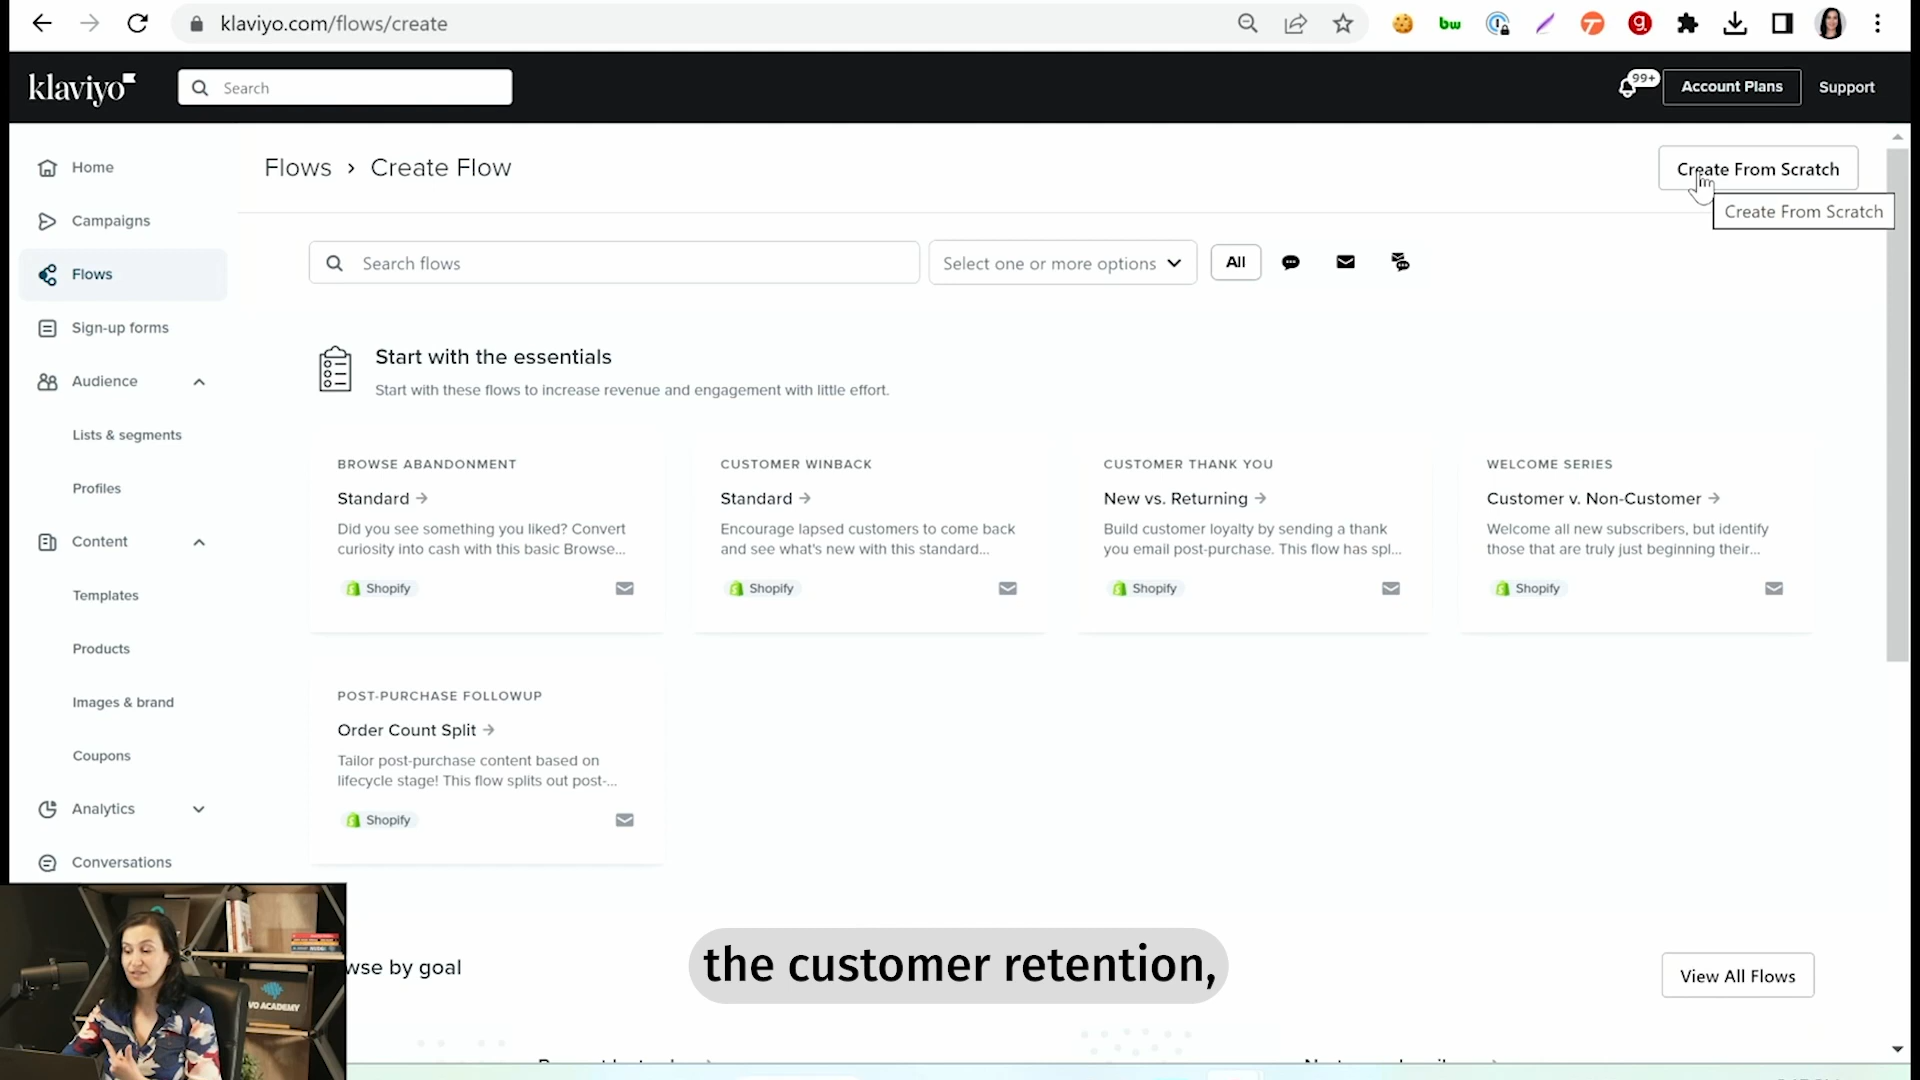 klaviyo.com/flows/create
bw
klaviyo
Search
99+
Account Plans
Support
Home
Campaigns
Flows
Sign-up forms
Audience
Lists & segments
Profiles
Content
Templates
Products
Images & brand
Coupons
Analytics
Conversations
Flows › Create Flow
Create From Scratch
Create From Scratch
Search flows
Select one or more options
All
Start with the essentials
Start with these flows to increase revenue and engagement with little effort.
BROWSE ABANDONMENT
Standard →
Did you see something you liked? Convert
curiosity into cash with this basic Browse...
Shopify
CUSTOMER WINBACK
Standard →
Encourage lapsed customers to come back
and see what's new with this standard...
Shopify
CUSTOMER THANK YOU
New vs. Returning →
Build customer loyalty by sending a thank
you email post-purchase. This flow has spl...
Shopify
WELCOME SERIES
Customer v. Non-Customer →
Welcome all new subscribers, but identify
those that are truly just beginning their...
Shopify
POST-PURCHASE FOLLOWUP
Order Count Split →
Tailor post-purchase content based on
lifecycle stage! This flow splits out post-...
Shopify
wse by goal
View All Flows
the customer retention,
VO ACADEMY